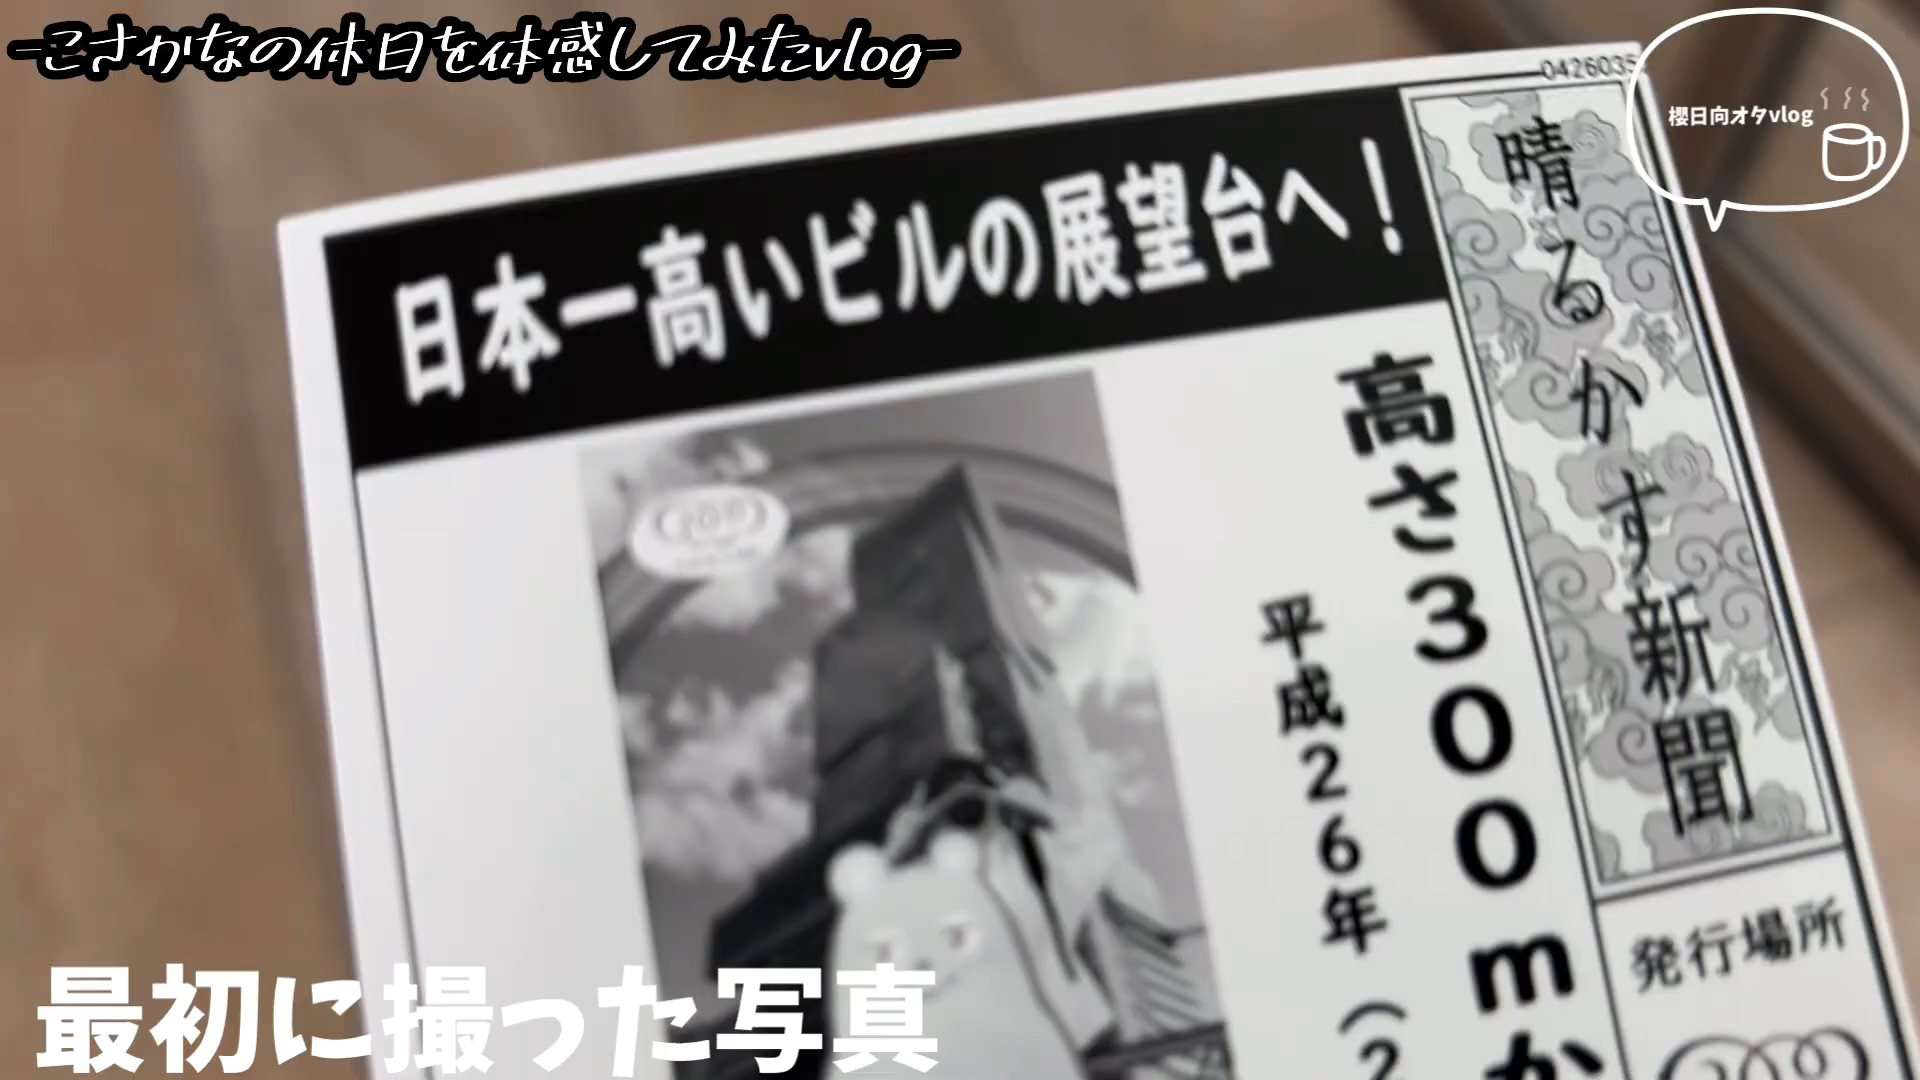 -こさかなの休日を体感してみたvlog-
櫻日向オタvlog
0426035
日本一高いビルの展望台へ！
晴るかす新聞
高さ300mか
平成26年（2
発行場所
最初に撮った写真